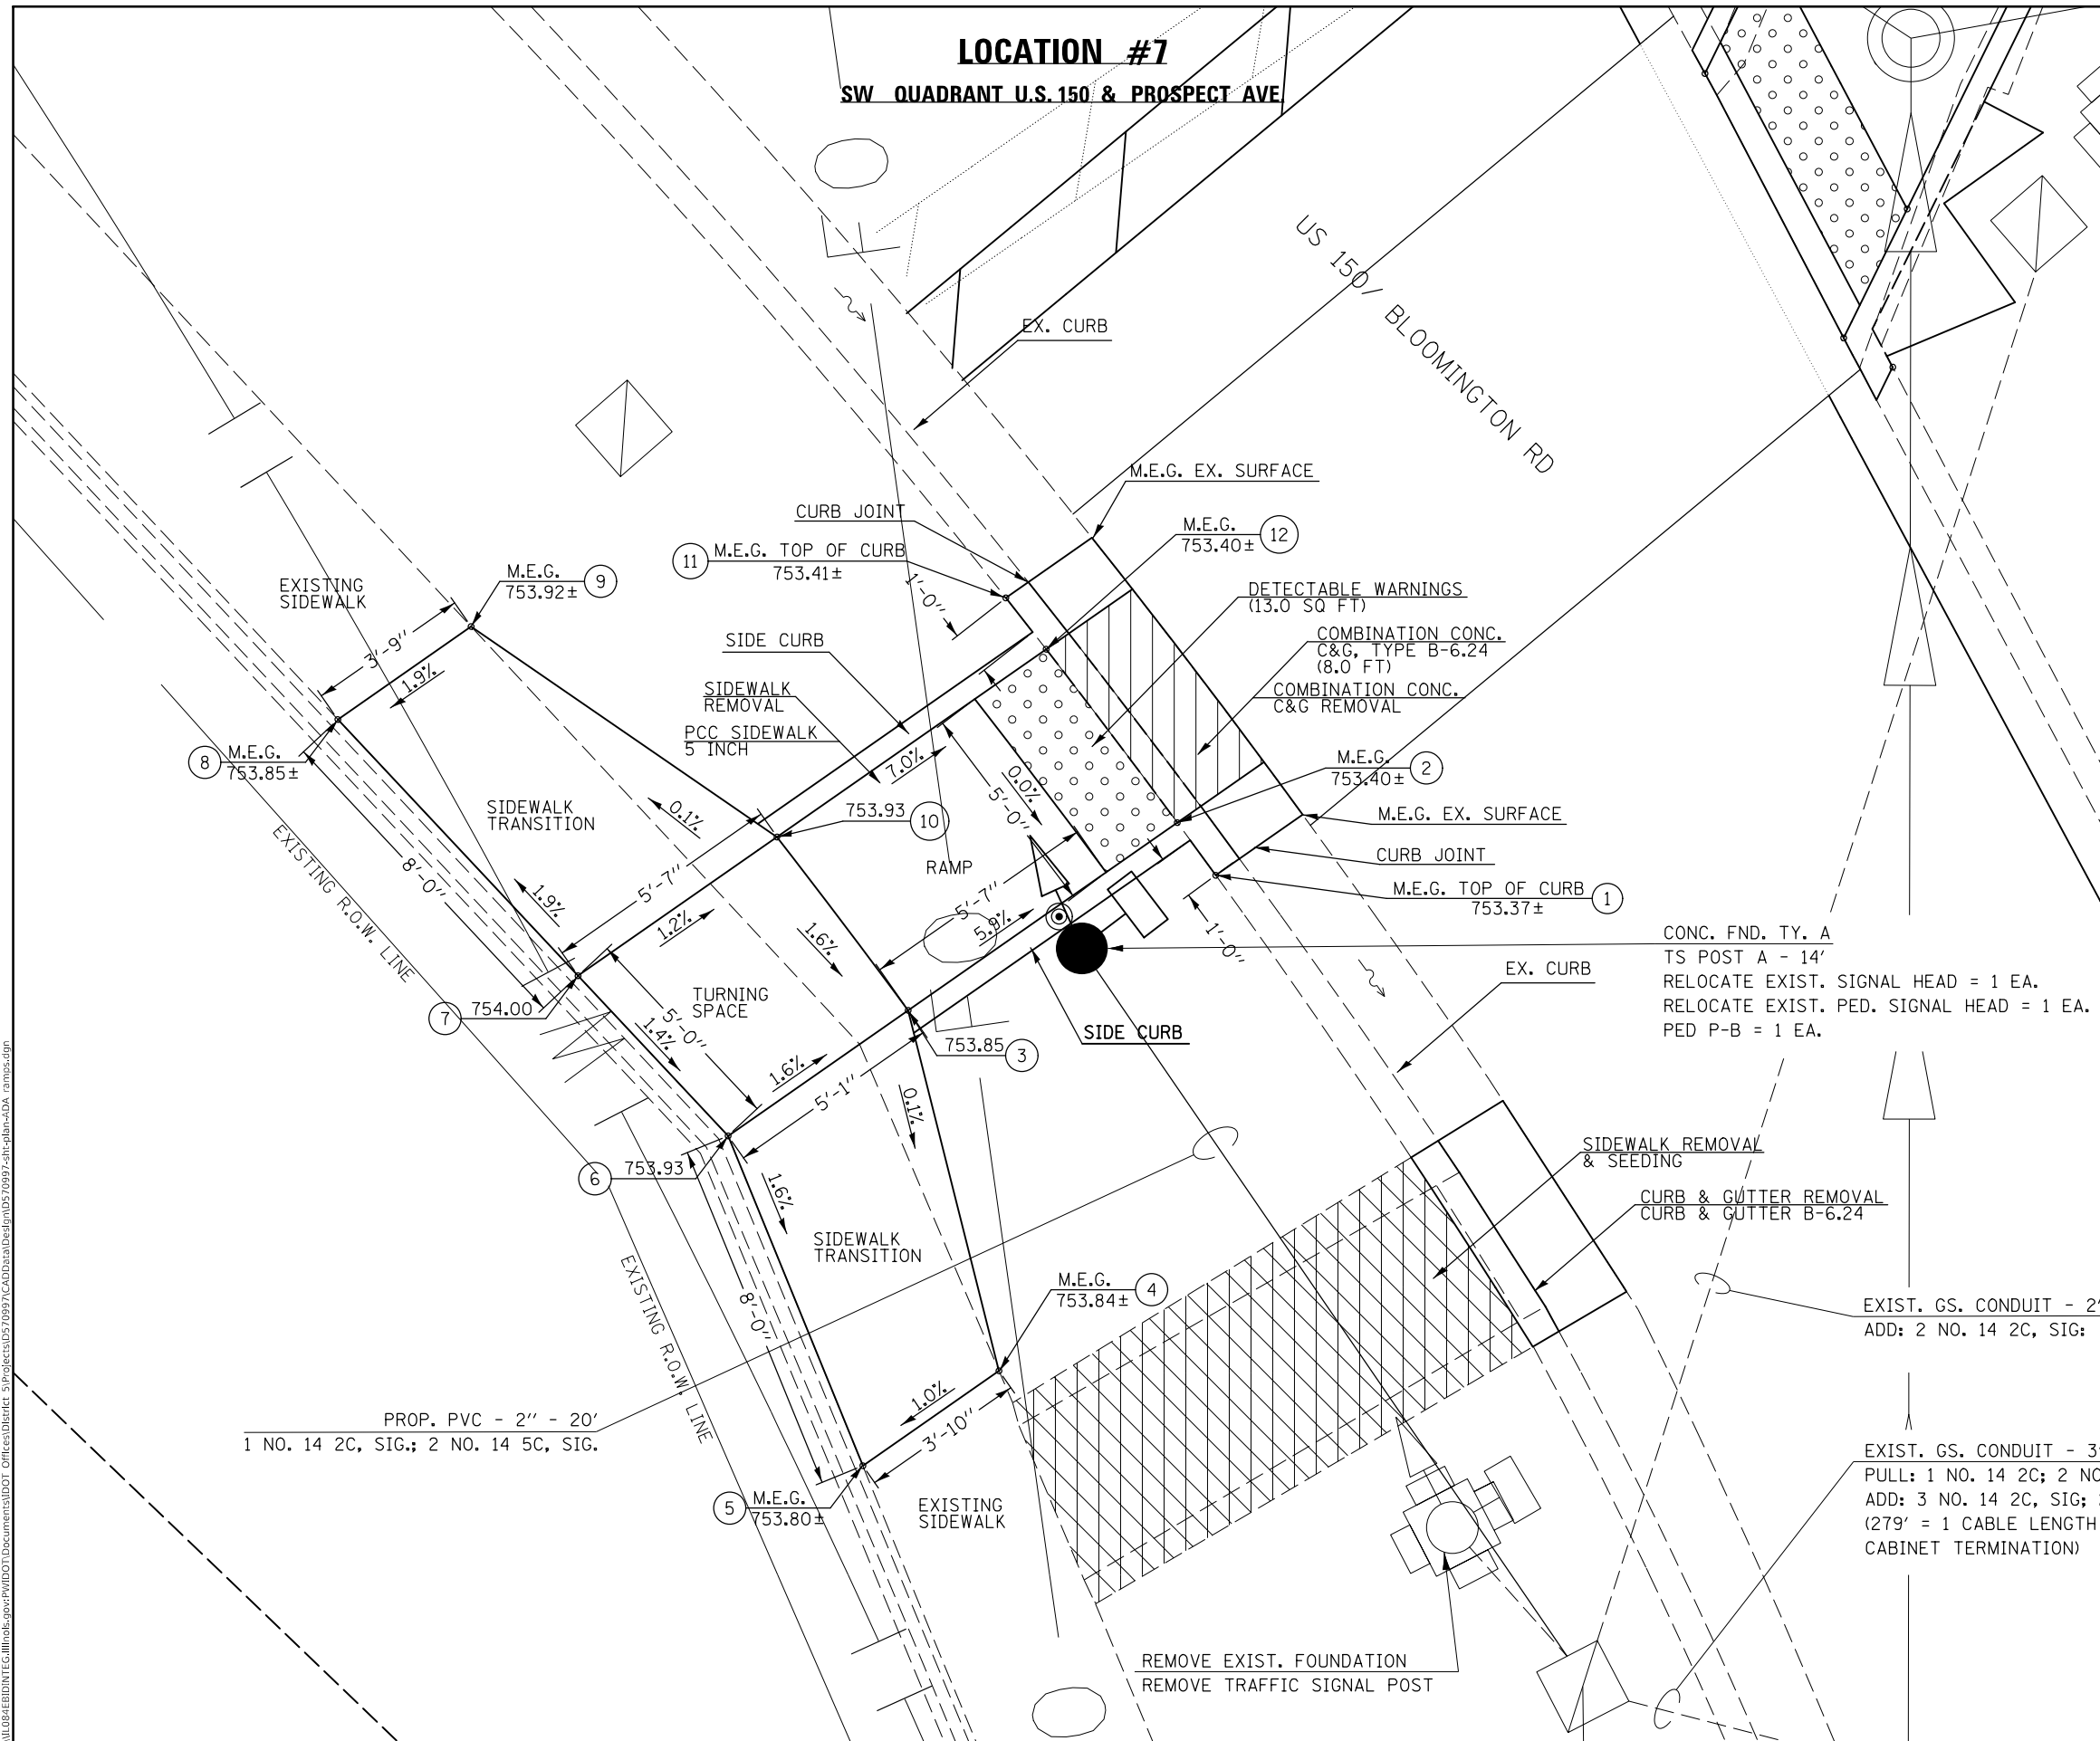 LOCATION #7
SW QUADRANT U.S. 150 & PROSPECT AVE.
US 150/ BLOOMINGTON RD
EX. CURB
M.E.G. EX. SURFACE
CURB JOINT
M.E.G.
753.40±
12
11
M.E.G. TOP OF CURB
753.41±
1'-0"
M.E.G.
753.92±
9
EXISTING
SIDEWALK
DETECTABLE WARNINGS
(13.0 SQ FT)
3'-9"
1.9%
SIDE CURB
COMBINATION CONC.
C&G, TYPE B-6.24
(8.0 FT)
SIDEWALK
REMOVAL
COMBINATION CONC.
C&G REMOVAL
PCC SIDEWALK
5 INCH
8
M.E.G.
753.85±
7.0%
0.0%
5'-0"
M.E.G.
753.40±
2
SIDEWALK
TRANSITION
0.1%
753.93
10
M.E.G. EX. SURFACE
EXISTING R.O.W. LINE
8'-0"
5'-7"
RAMP
CURB JOINT
1.9%
5'-7"
M.E.G. TOP OF CURB
753.37±
1
1.2%
1.6%
5.9%
1'-0"
CONC. FND. TY. A
TS POST A - 14'
RELOCATE EXIST. SIGNAL HEAD = 1 EA.
RELOCATE EXIST. PED. SIGNAL HEAD = 1 EA.
PED P-B = 1 EA.
EX. CURB
7
754.00
TURNING
SPACE
5'-0"
1.4%
SIDE CURB
753.85
3
1.6%
5'-1"
0.1%
6
753.93
1.6%
SIDEWALK REMOVAL
& SEEDING
CURB & GUTTER REMOVAL
CURB & GUTTER B-6.24
SIDEWALK
TRANSITION
EXISTING R.O.W. LINE
8'-0"
M.E.G.
753.84±
4
EXIST. GS. CONDUIT - 2"
ADD: 2 NO. 14 2C, SIG:
1.0%
3'-10"
PROP. PVC - 2" - 20'
1 NO. 14 2C, SIG.; 2 NO. 14 5C, SIG.
EXIST. GS. CONDUIT - 3"
PULL: 1 NO. 14 2C; 2 NO
ADD: 3 NO. 14 2C, SIG;
(279' = 1 CABLE LENGTH
CABINET TERMINATION)
5
M.E.G.
753.80±
EXISTING
SIDEWALK
REMOVE EXIST. FOUNDATION
REMOVE TRAFFIC SIGNAL POST